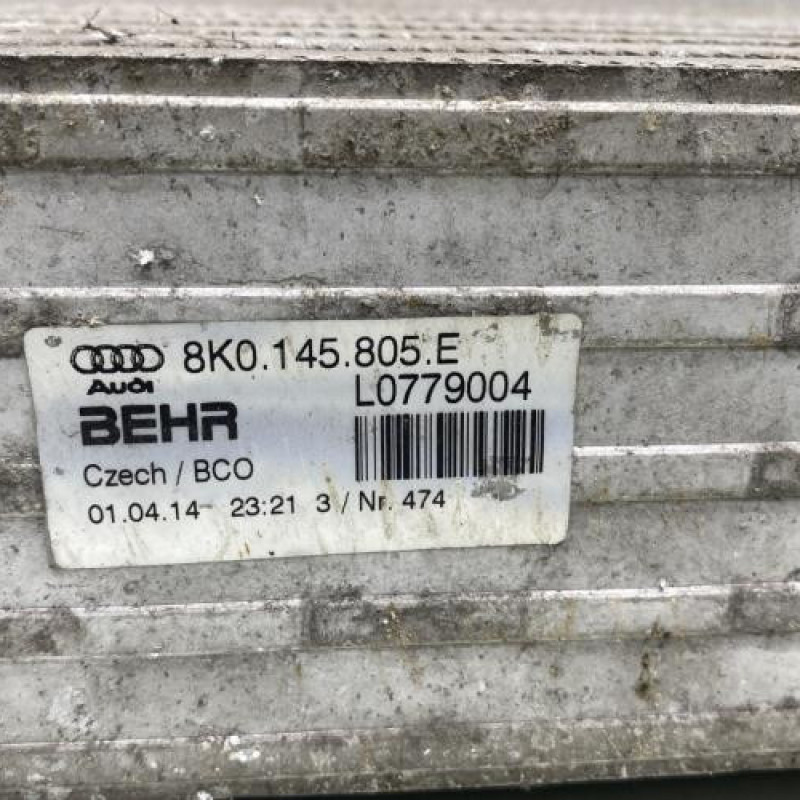 8K0.145.805.E
Audi
L0779004
BEHR
Czech / BCO
01.04.14 23:21 3 / Nr. 474